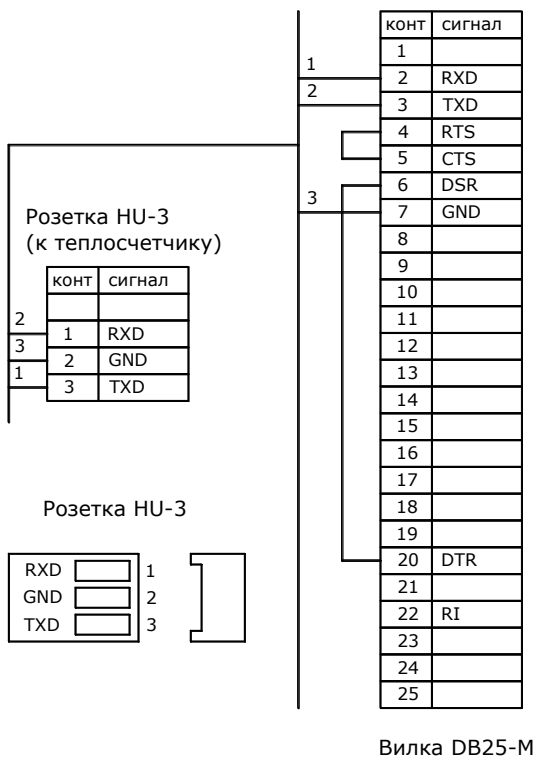 конт сигнал
1
1
2 RXD
2
3 TXD
4 RTS
5 CTS
6 DSR
3
7 GND
8
9
10
11
12
13
14
15
16
17
18
19
20 DTR
21
22 RI
23
24
25
Вилка DB25-M
Розетка HU-3
(к теплосчетчику)
конт сигнал
2
1 RXD
3
2 GND
1
3 TXD
Розетка HU-3
RXD 1
GND 2
TXD 3